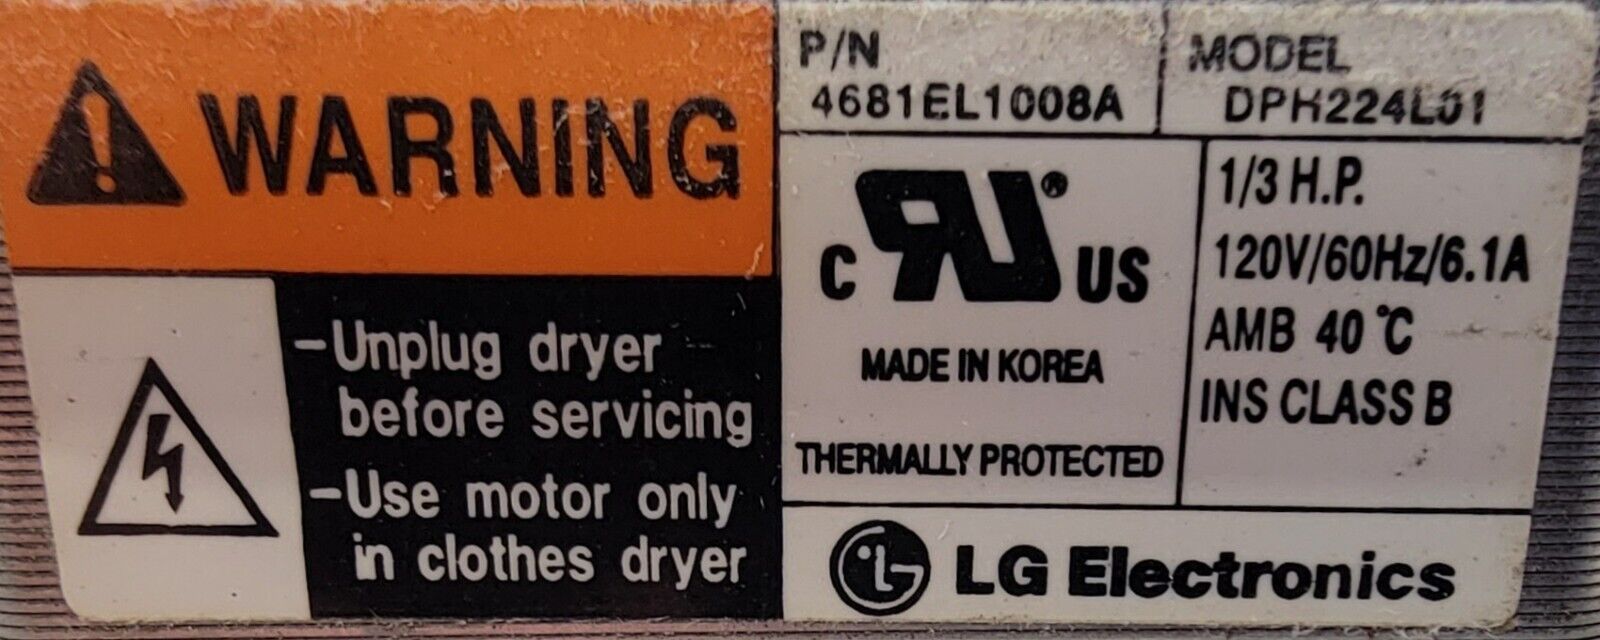 WARNING
-Unplug dryer
before servicing
-Use motor only
in clothes dryer
P/N
4681EL1008A
MODEL
DPH224L01
C RU® US
MADE IN KOREA
THERMALLY PROTECTED
1/3 H.P.
120V/60Hz/6.1A
AMB 40 °C
INS CLASS B
LG Electronics